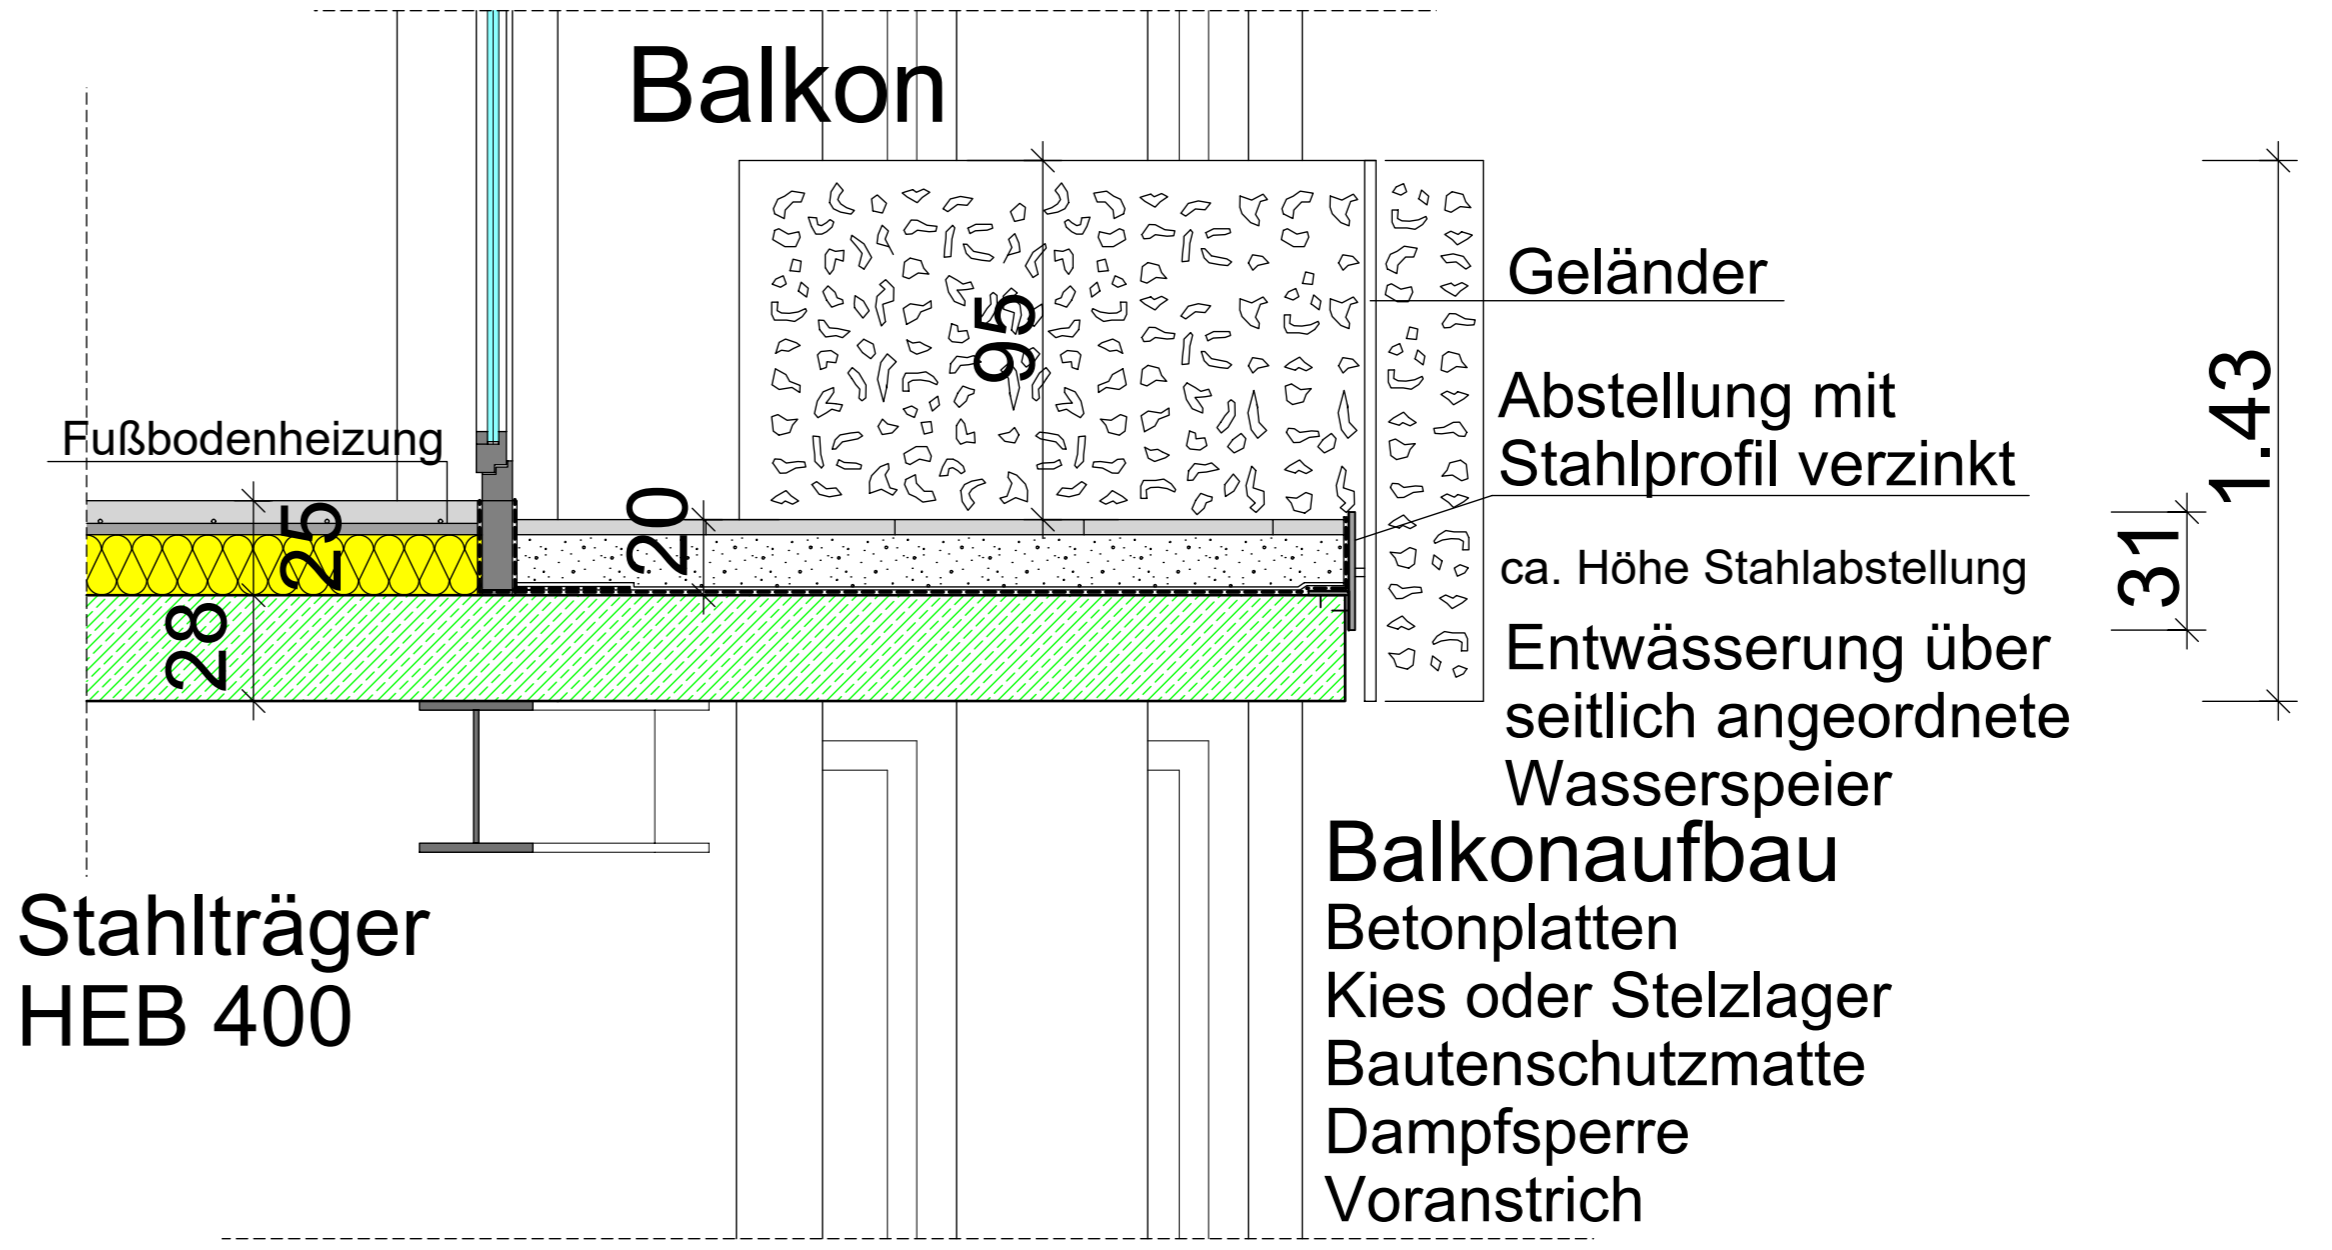 Balkon
95
Geländer
1.43
Abstellung mit
Stahlprofil verzinkt
Fußbodenheizung
25
20
ca. Höhe Stahlabstellung
31
28
Entwässerung über
seitlich angeordnete
Wasserspeier
Balkonaufbau
Betonplatten
Kies oder Stelzlager
Bautenschutzmatte
Dampfsperre
Voranstrich
Stahlträger
HEB 400